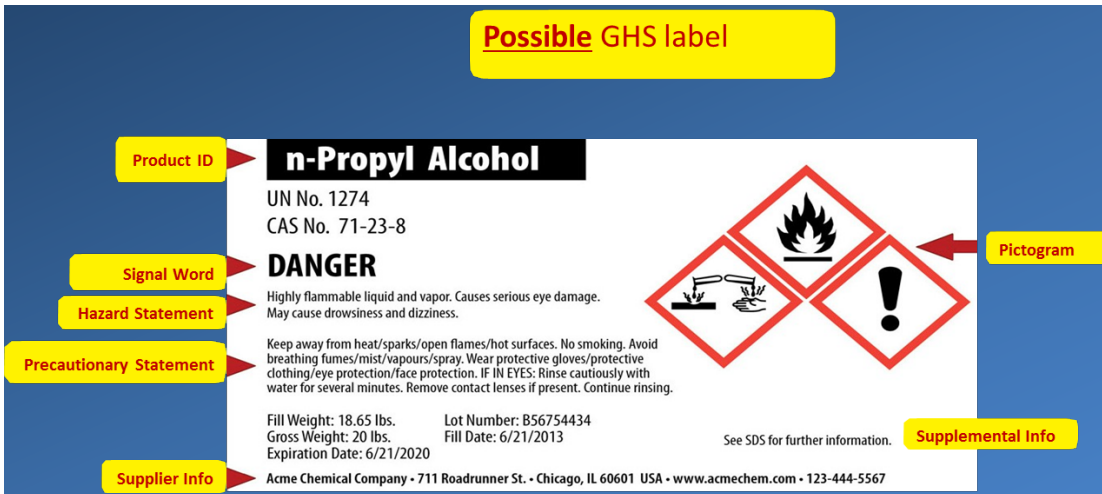 Possible GHS label
Product ID
n-Propyl Alcohol
UN No. 1274
CAS No. 71-23-8
Signal Word
DANGER
Pictogram
Hazard Statement
Highly flammable liquid and vapor. Causes serious eye damage.
May cause drowsiness and dizziness.
Precautionary Statement
Keep away from heat/sparks/open flames/hot surfaces. No smoking. Avoid
breathing fumes/mist/vapours/spray. Wear protective gloves/protective
clothing/eye protection/face protection. IF IN EYES: Rinse cautiously with
water for several minutes. Remove contact lenses if present. Continue rinsing.
Fill Weight: 18.65 lbs. Lot Number: B56754434
Gross Weight: 20 lbs. Fill Date: 6/21/2013
Expiration Date: 6/21/2020
See SDS for further information.
Supplemental Info
Supplier Info
Acme Chemical Company • 711 Roadrunner St. • Chicago, IL 60601 USA • www.acmechem.com • 123-444-5567